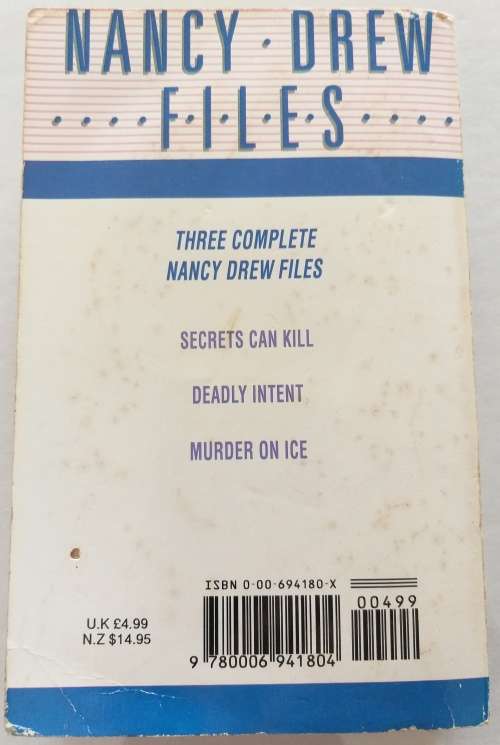 NANCY · DREW
· · · · F · I · L · E · S · · · · ·
THREE COMPLETE
NANCY DREW FILES
SECRETS CAN KILL
DEADLY INTENT
MURDER ON ICE
ISBN 0-00-694180-X
00499
U.K £4.99
N.Z $14.95
9 780006 941804